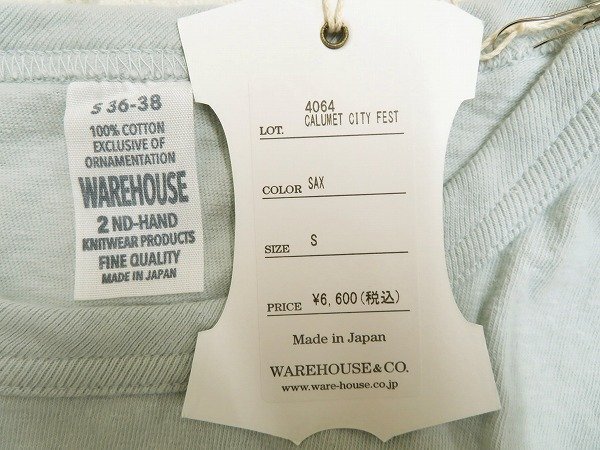 S 36-38
100% COTTON
EXCLUSIVE OF
ORNAMENTATION
WAREHOUSE
2 ND-HAND
KNITWEAR PRODUCTS
FINE QUALITY
MADE IN JAPAN
4064
LOT. CALUMET CITY FEST
COLOR SAX
SIZE S
PRICE ¥6,600(税込)
Made in Japan
WAREHOUSE&CO.
www.ware-house.co.jp